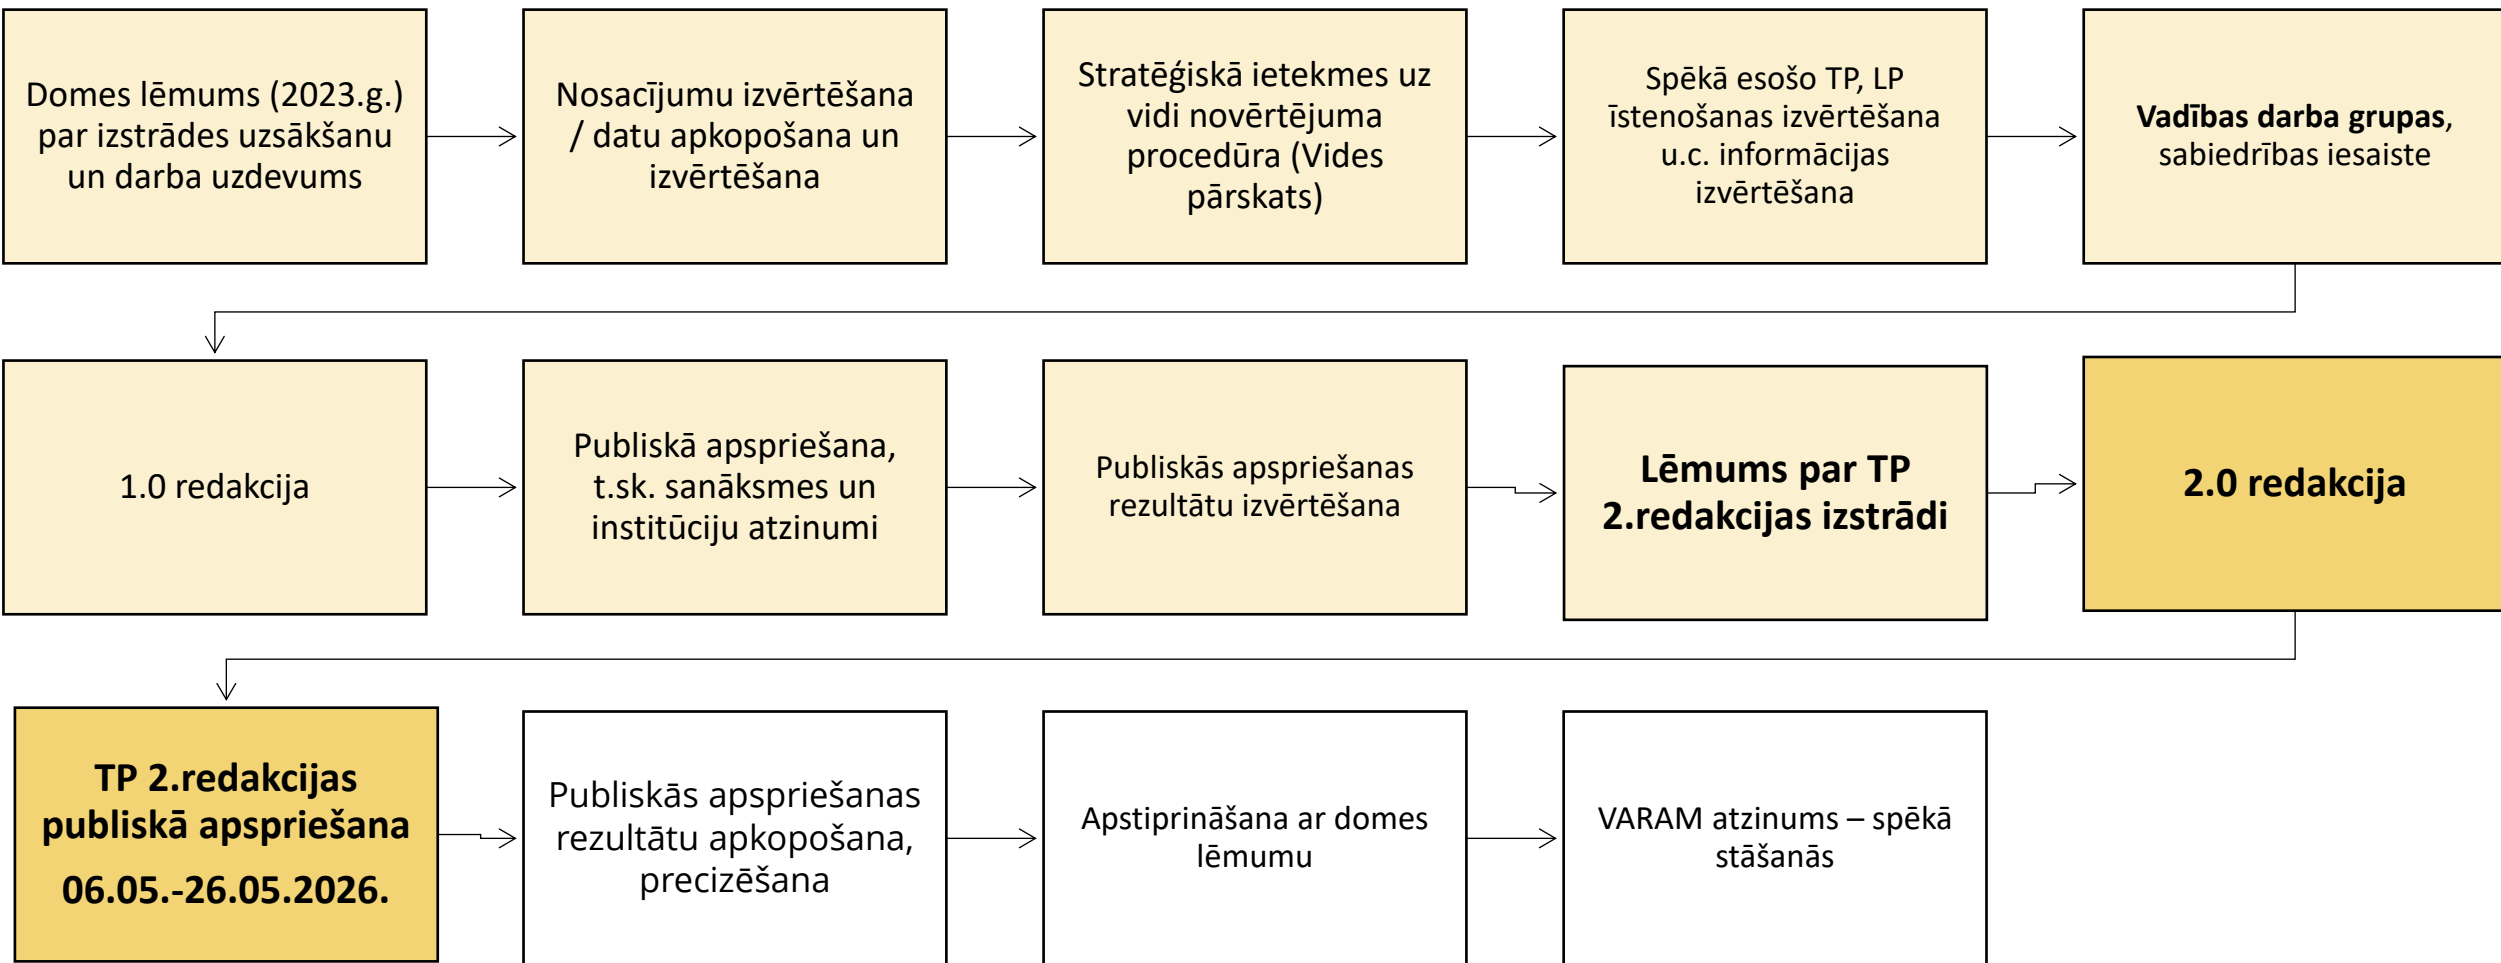 Domes lēmums (2023.g.)
par izstrādes uzsākšanu
un darba uzdevums
Nosacījumu izvērtēšana
/ datu apkopošana un
izvērtēšana
Stratēģiskā ietekmes uz
vidi novērtējuma
procedūra (Vides
pārskats)
Spēkā esošo TP, LP
īstenošanas izvērtēšana
u.c. informācijas
izvērtēšana
Vadības darba grupas,
sabiedrības iesaiste
1.0 redakcija
Publiskā apspriešana,
t.sk. sanāksmes un
institūciju atzinumi
Publiskās apspriešanas
rezultātu izvērtēšana
Lēmums par TP
2.redakcijas izstrādi
2.0 redakcija
TP 2.redakcijas
publiskā apspriešana
06.05.-26.05.2026.
Publiskās apspriešanas
rezultātu apkopošana,
precizēšana
Apstiprināšana ar domes
lēmumu
VARAM atzinums – spēkā
stāšanās